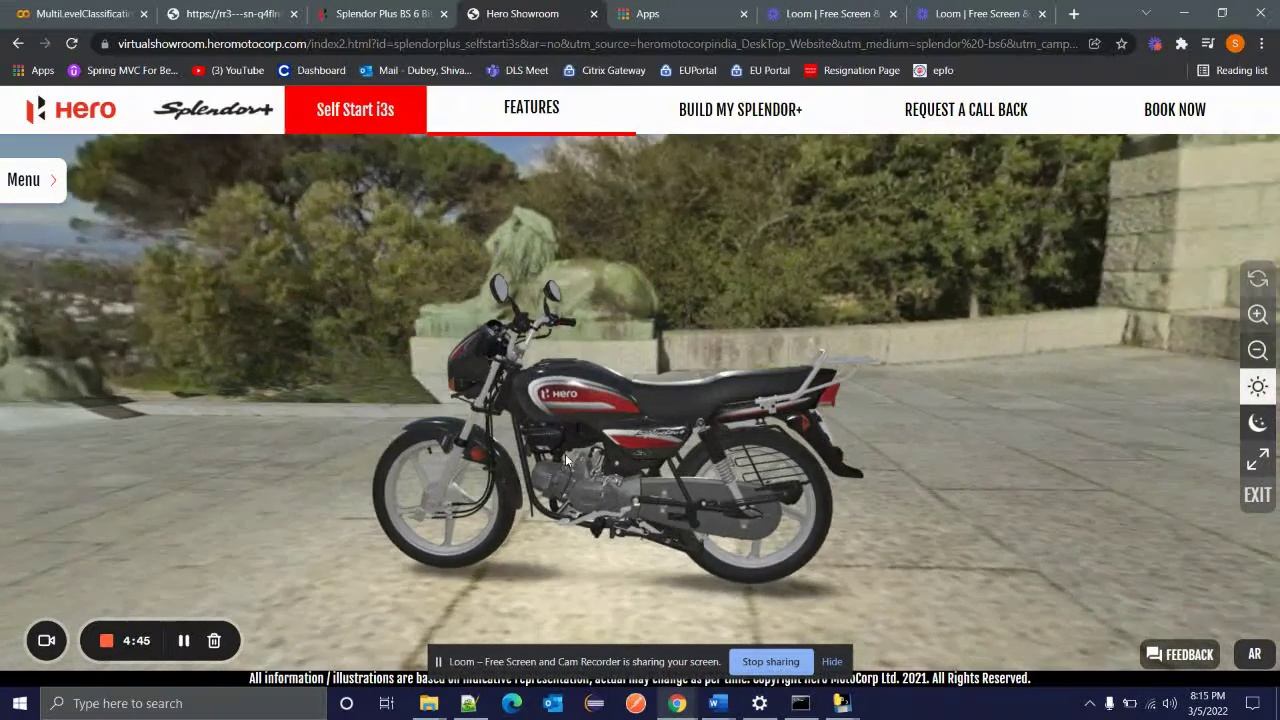 MultiLevelClassificatin
https://rr3---sn-q4fln
Splendor Plus BS 6 Bi
Hero Showroom
Apps
Loom | Free Screen &
Loom | Free Screen &
virtualshowroom.heromotocorp.com/index2.html?id=splendorplus_selfstarti3s&ar=no&utm_source=heromotocorpindia_DeskTop_Website&utm_medium=splendor%20-bs6&utm_camp...
S
Apps
Spring MVC For Be...
(3) YouTube
Dashboard
Mail - Dubey, Shiva...
DLS Meet
Citrix Gateway
EUPortal
EU Portal
Resignation Page
epfo
Reading list
Hero
Splendor+
Self Start i3s
FEATURES
BUILD MY SPLENDOR+
REQUEST A CALL BACK
BOOK NOW
Menu
Hero
EXIT
4:45
Loom – Free Screen and Cam Recorder is sharing your screen.
Stop sharing
Hide
FEEDBACK
AR
All information / illustrations are based on indicative representation, actual may change as per time. Copyright Hero MotoCorp Ltd. 2021. All Rights Reserved.
Type here to search
8:15 PM
3/5/2022